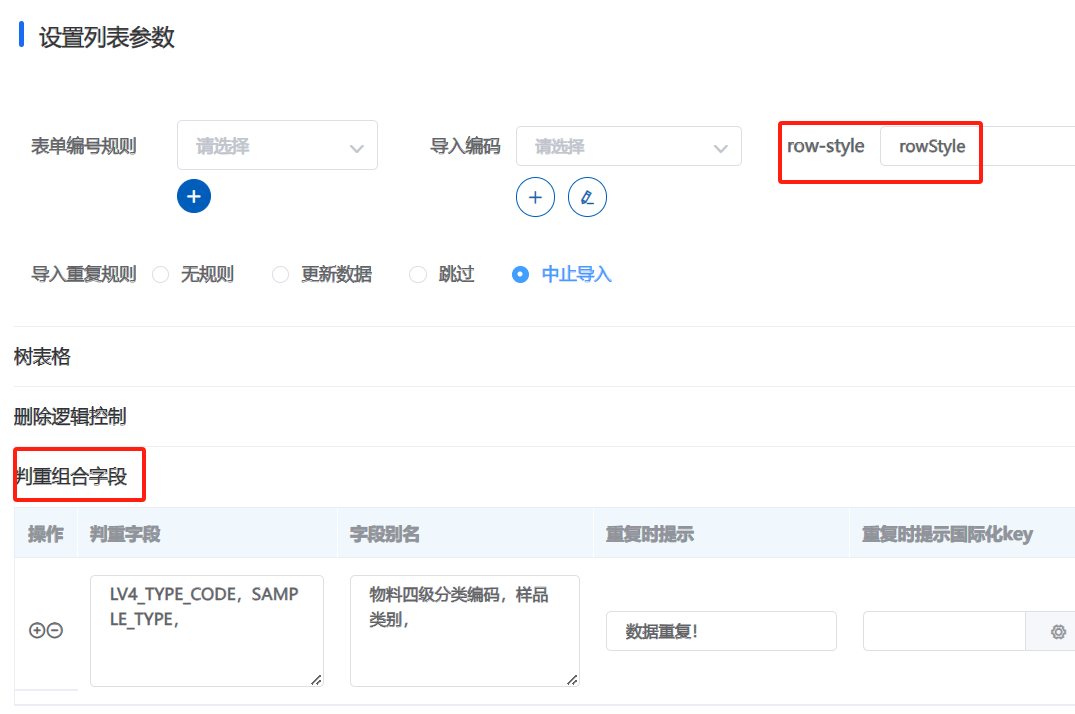 设置列表参数
表单编号规则 请选择 导入编码 请选择 row-style rowStyle
导入重复规则 无规则 更新数据 跳过 中止导入
树表格
删除逻辑控制
判重组合字段
操作 判重字段 字段别名 重复时提示 重复时提示国际化key
LV4_TYPE_CODE，SAMP 物料四级分类编码，样品
LE_TYPE， 类别，
数据重复！